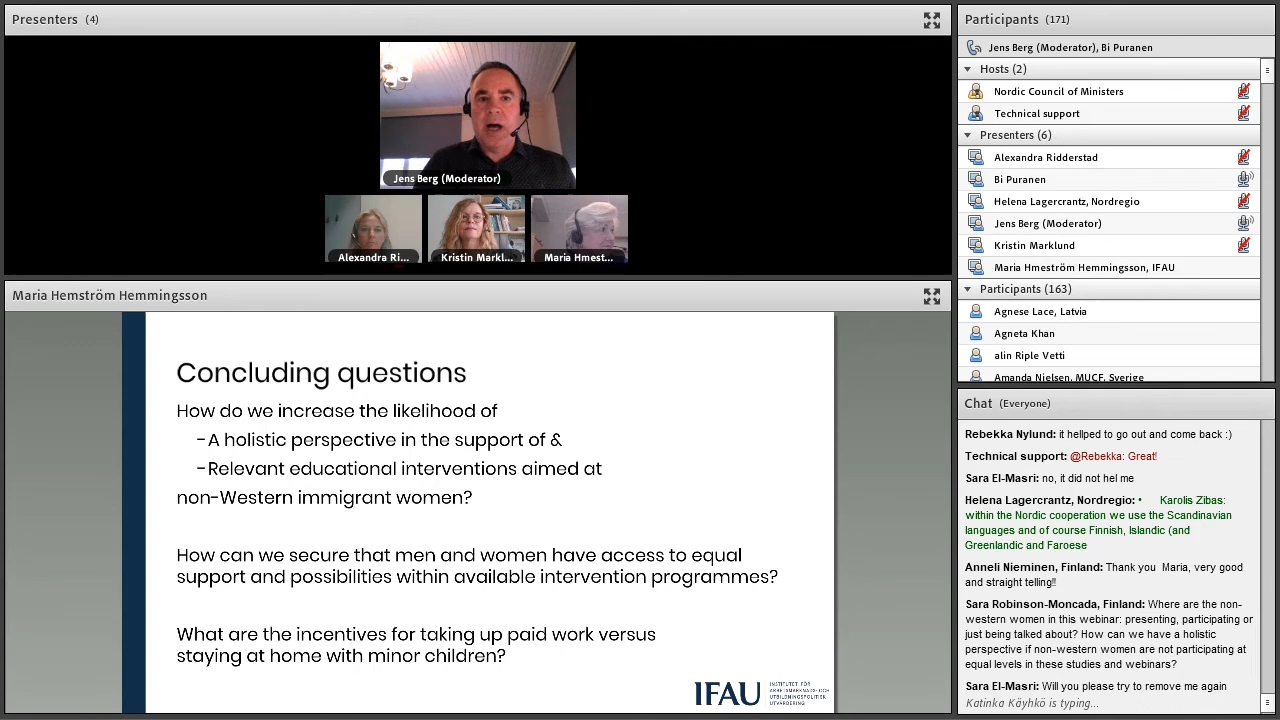 Presenters (4)
Jens Berg (Moderator)
Alexandra Ri...
Kristin Markl...
Maria Hmest...
Maria Hemström Hemmingsson
Concluding questions
How do we increase the likelihood of
-A holistic perspective in the support of &
-Relevant educational interventions aimed at
non-Western immigrant women?
How can we secure that men and women have access to equal
support and possibilities within available intervention programmes?
What are the incentives for taking up paid work versus
staying at home with minor children?
IFAU
INSTITUTET FÖR
ARBETSMARKNADS- OCH
UTBILDNINGSPOLITISK
UTVÄRDERING
Participants (171)
Jens Berg (Moderator), Bi Puranen
Hosts (2)
Nordic Council of Ministers
Technical support
Presenters (6)
Alexandra Ridderstad
Bi Puranen
Helena Lagercrantz, Nordregio
Jens Berg (Moderator)
Kristin Marklund
Maria Hmeström Hemmingsson, IFAU
Participants (163)
Agnese Lace, Latvia
Agneta Khan
alin Riple Vetti
Amanda Nielsen, MUCF, Sverige
Chat (Everyone)
Rebekka Nylund: it hellped to go out and come back :)
Technical support: @Rebekka: Great!
Sara El-Masri: no, it did not hel me
Helena Lagercrantz, Nordregio: • Karolis Zibas:
within the Nordic cooperation we use the Scandinavian
languages and of course Finnish, Islandic (and
Greenlandic and Faroese
Anneli Nieminen, Finland: Thank you Maria, very good
and straight telling!!
Sara Robinson-Moncada, Finland: Where are the non-
western women in this webinar: presenting, participating or
just being talked about? How can we have a holistic
perspective if non-western women are not participating at
equal levels in these studies and webinars?
Sara El-Masri: Will you please try to remove me again
Katinka Käyhkö is typing...